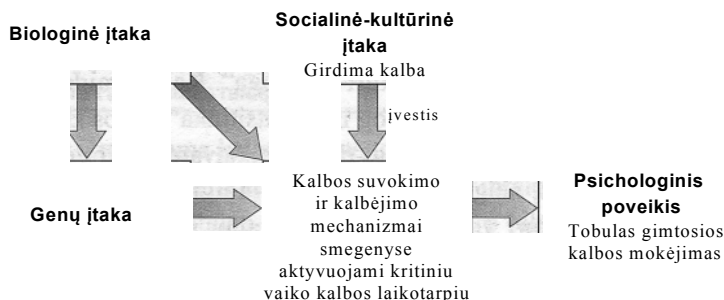 Biologinė įtaka
Socialinė-kultūrinė
įtaka
Girdima kalba
įvestis
Genų įtaka
Kalbos suvokimo
ir kalbėjimo
mechanizmai
smegenyse
aktyvuojami kritiniu
vaiko kalbos laikotarpiu
Psichologinis
poveikis
Tobulas gimtosios
kalbos mokėjimas